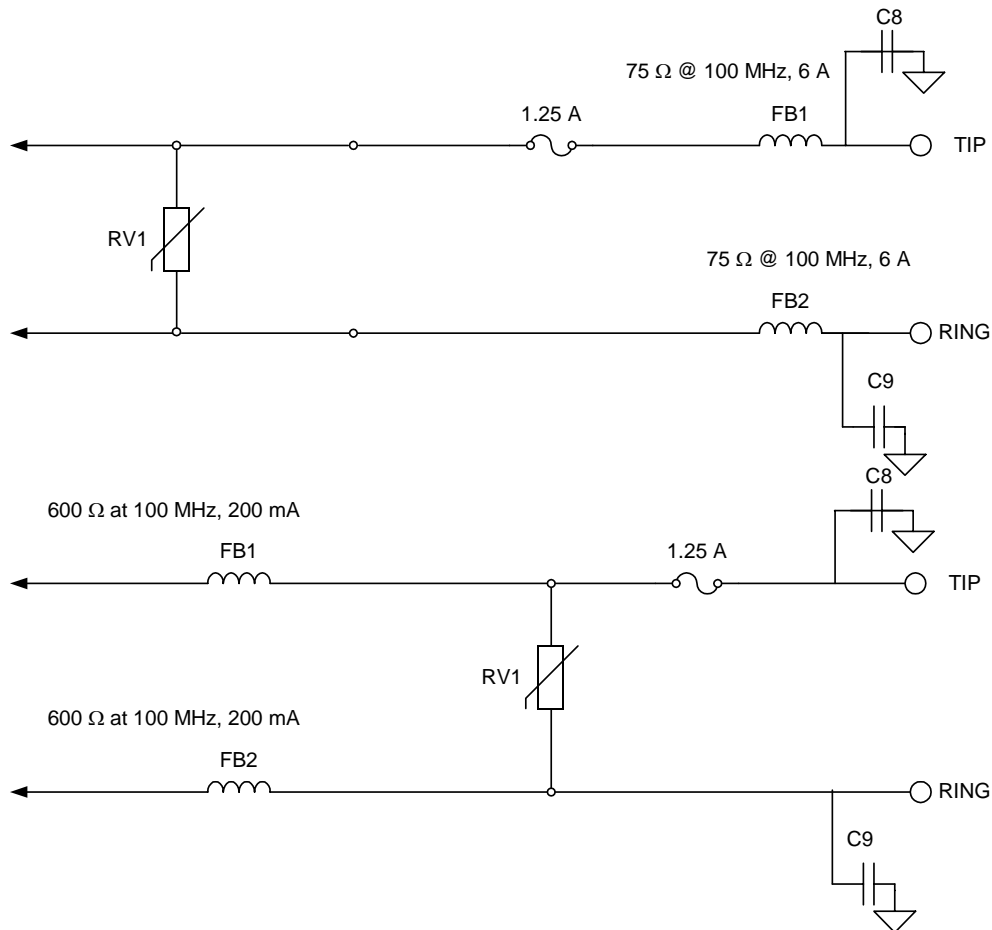 C8
75 Ω @ 100 MHz, 6 A
1.25 A
FB1
TIP
RV1
75 Ω @ 100 MHz, 6 A
FB2
RING
C9
C8
600 Ω at 100 MHz, 200 mA
FB1
1.25 A
TIP
RV1
600 Ω at 100 MHz, 200 mA
FB2
RING
C9